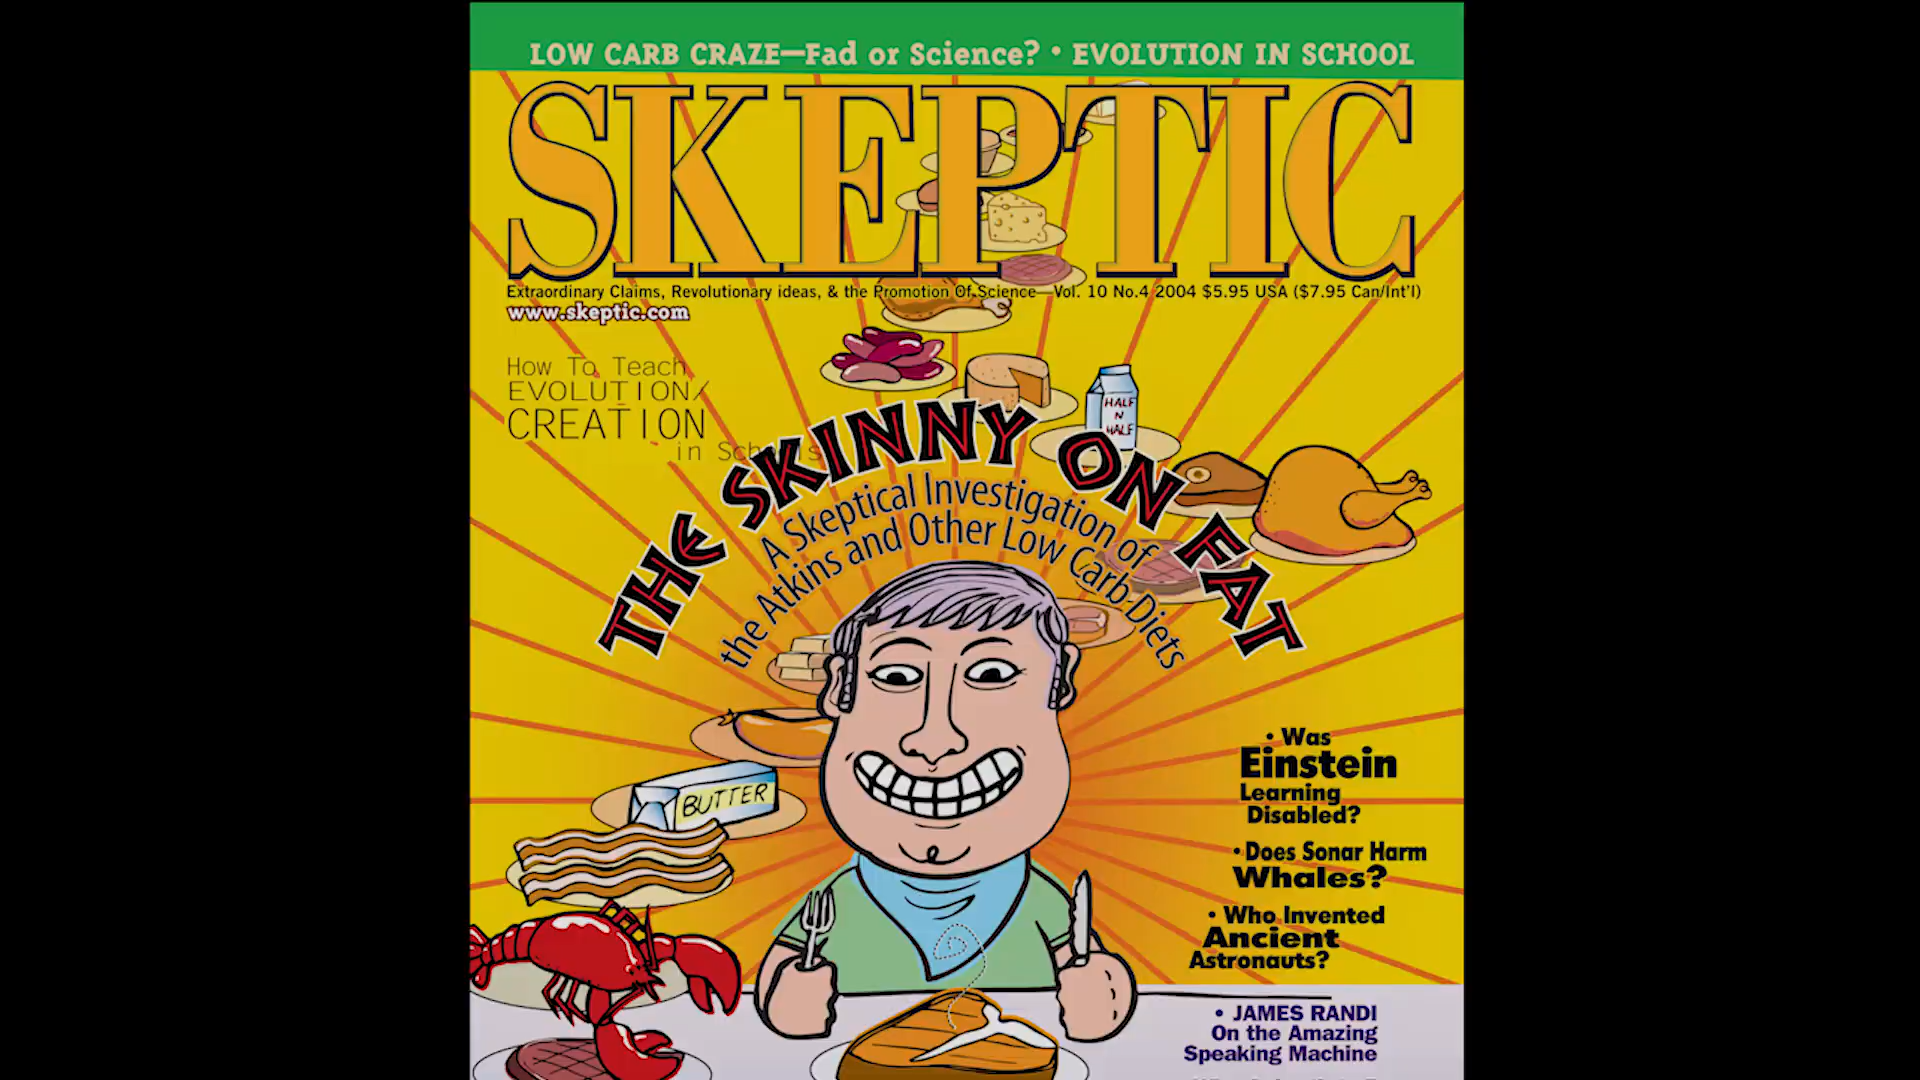 LOW CARB CRAZE—Fad or Science? • EVOLUTION IN SCHOOL
SKEPTIC
Extraordinary Claims, Revolutionary ideas, & the Promotion Of Science—Vol. 10 No.4 2004 $5.95 USA ($7.95 Can/Int'l)
www.skeptic.com
How To Teach
EVOLUTION/
CREATION
in Schools
HALF
N
HALF
THE SKINNY ON FAT
A Skeptical Investigation of
the Atkins and Other Low Carb Diets
BUTTER
• Was
Einstein
Learning
Disabled?
• Does Sonar Harm
Whales?
• Who Invented
Ancient
Astronauts?
• JAMES RANDI
On the Amazing
Speaking Machine